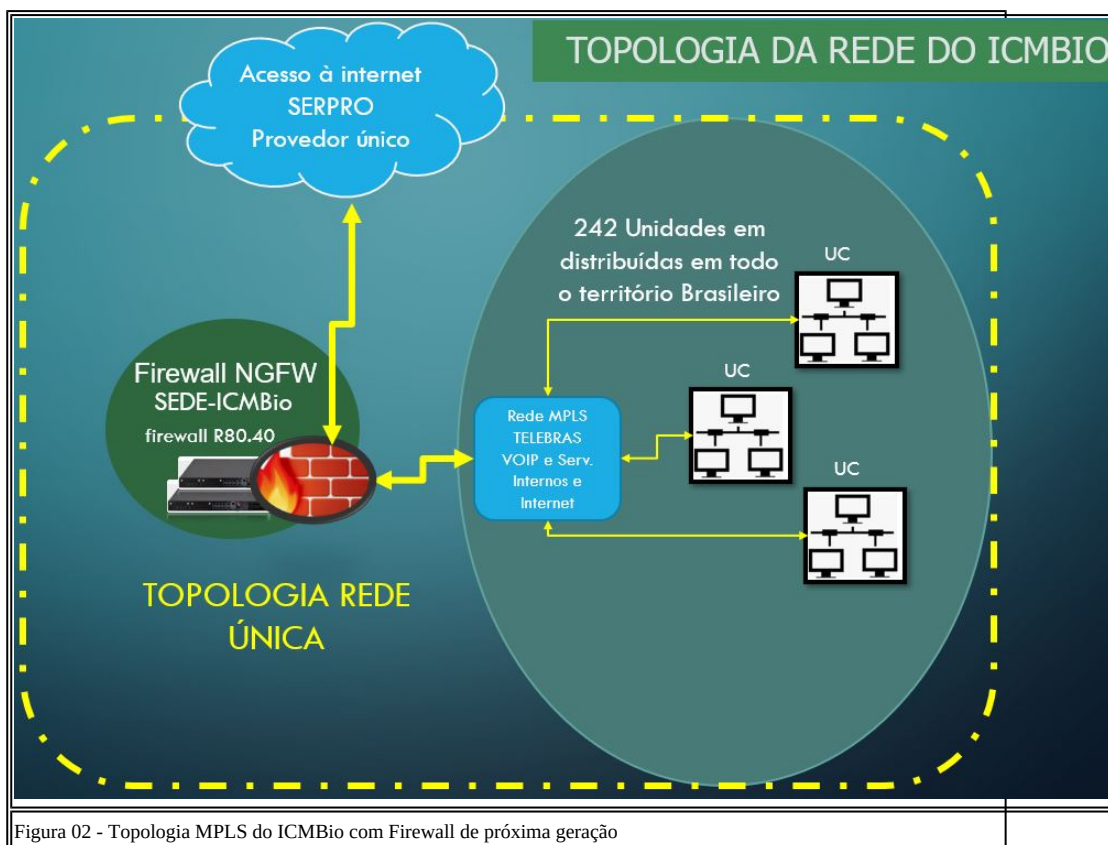 TOPOLOGIA DA REDE DO ICMBIO
Acesso à internet
SERPRO
Provedor único
242 Unidades em
distribuídas em todo
o território Brasileiro
UC
UC
UC
Firewall NGFW
SEDE-ICMBio
firewall R80.40
Rede MPLS
TELEBRAS
VOIP e Serv.
Internos e
Internet
TOPOLOGIA REDE
ÚNICA
Figura 02 - Topologia MPLS do ICMBio com Firewall de próxima geração